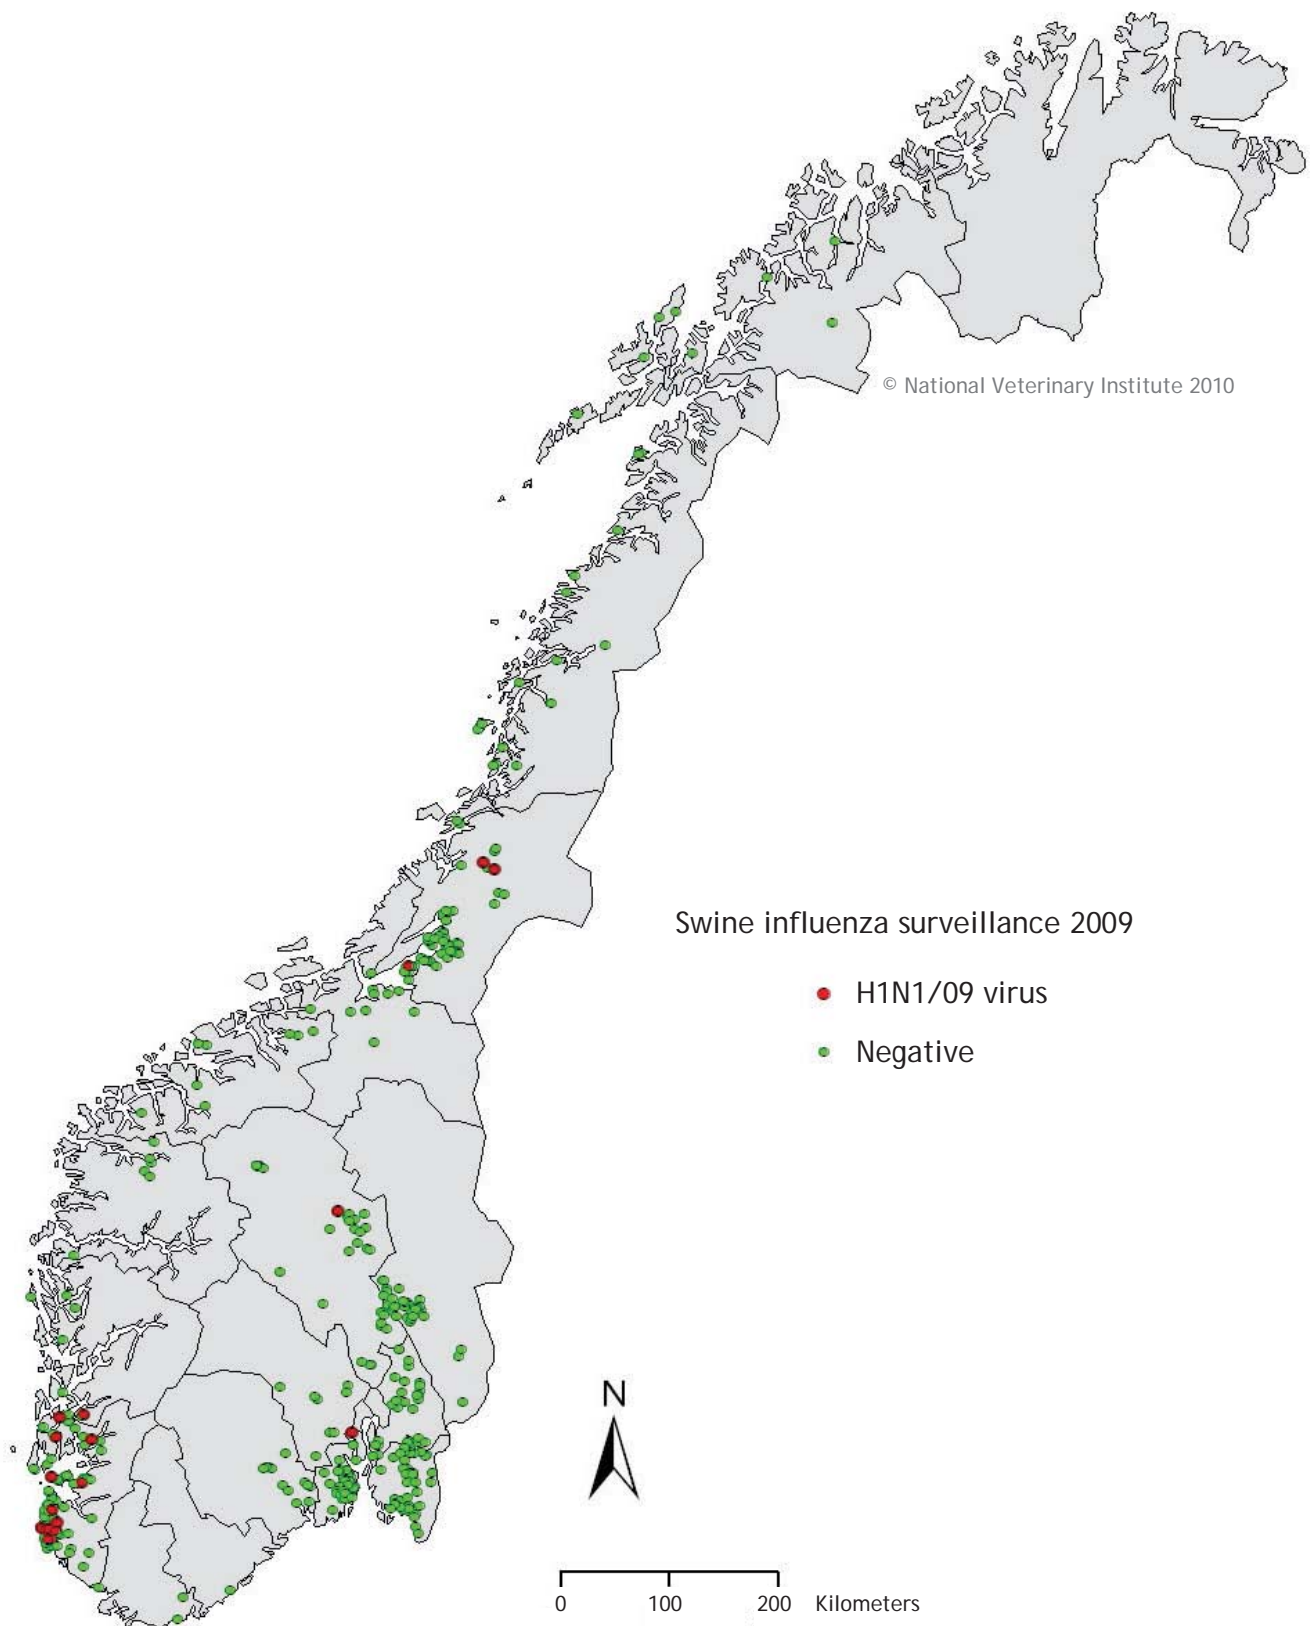 © National Veterinary Institute 2010
Swine influenza surveillance 2009
H1N1/09 virus
Negative
N
0 100 200 Kilometers